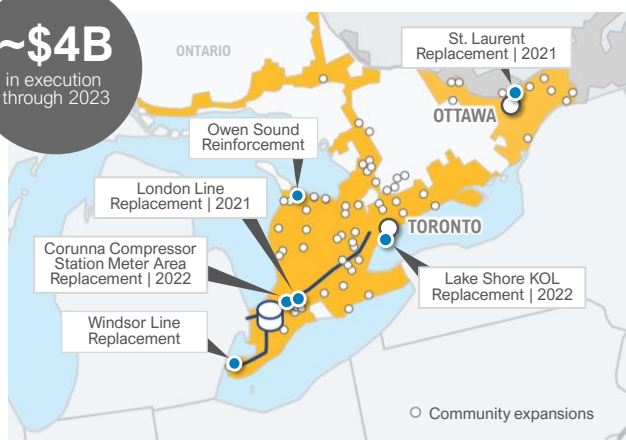 ~$4B
in execution
through 2023
ONTARIO
St. Laurent
Replacement | 2021
OTTAWA
Owen Sound
Reinforcement
London Line
Replacement | 2021
TORONTO
Corunna Compressor
Station Meter Area
Replacement | 2022
Lake Shore KOL
Replacement | 2022
Windsor Line
Replacement
Community expansions